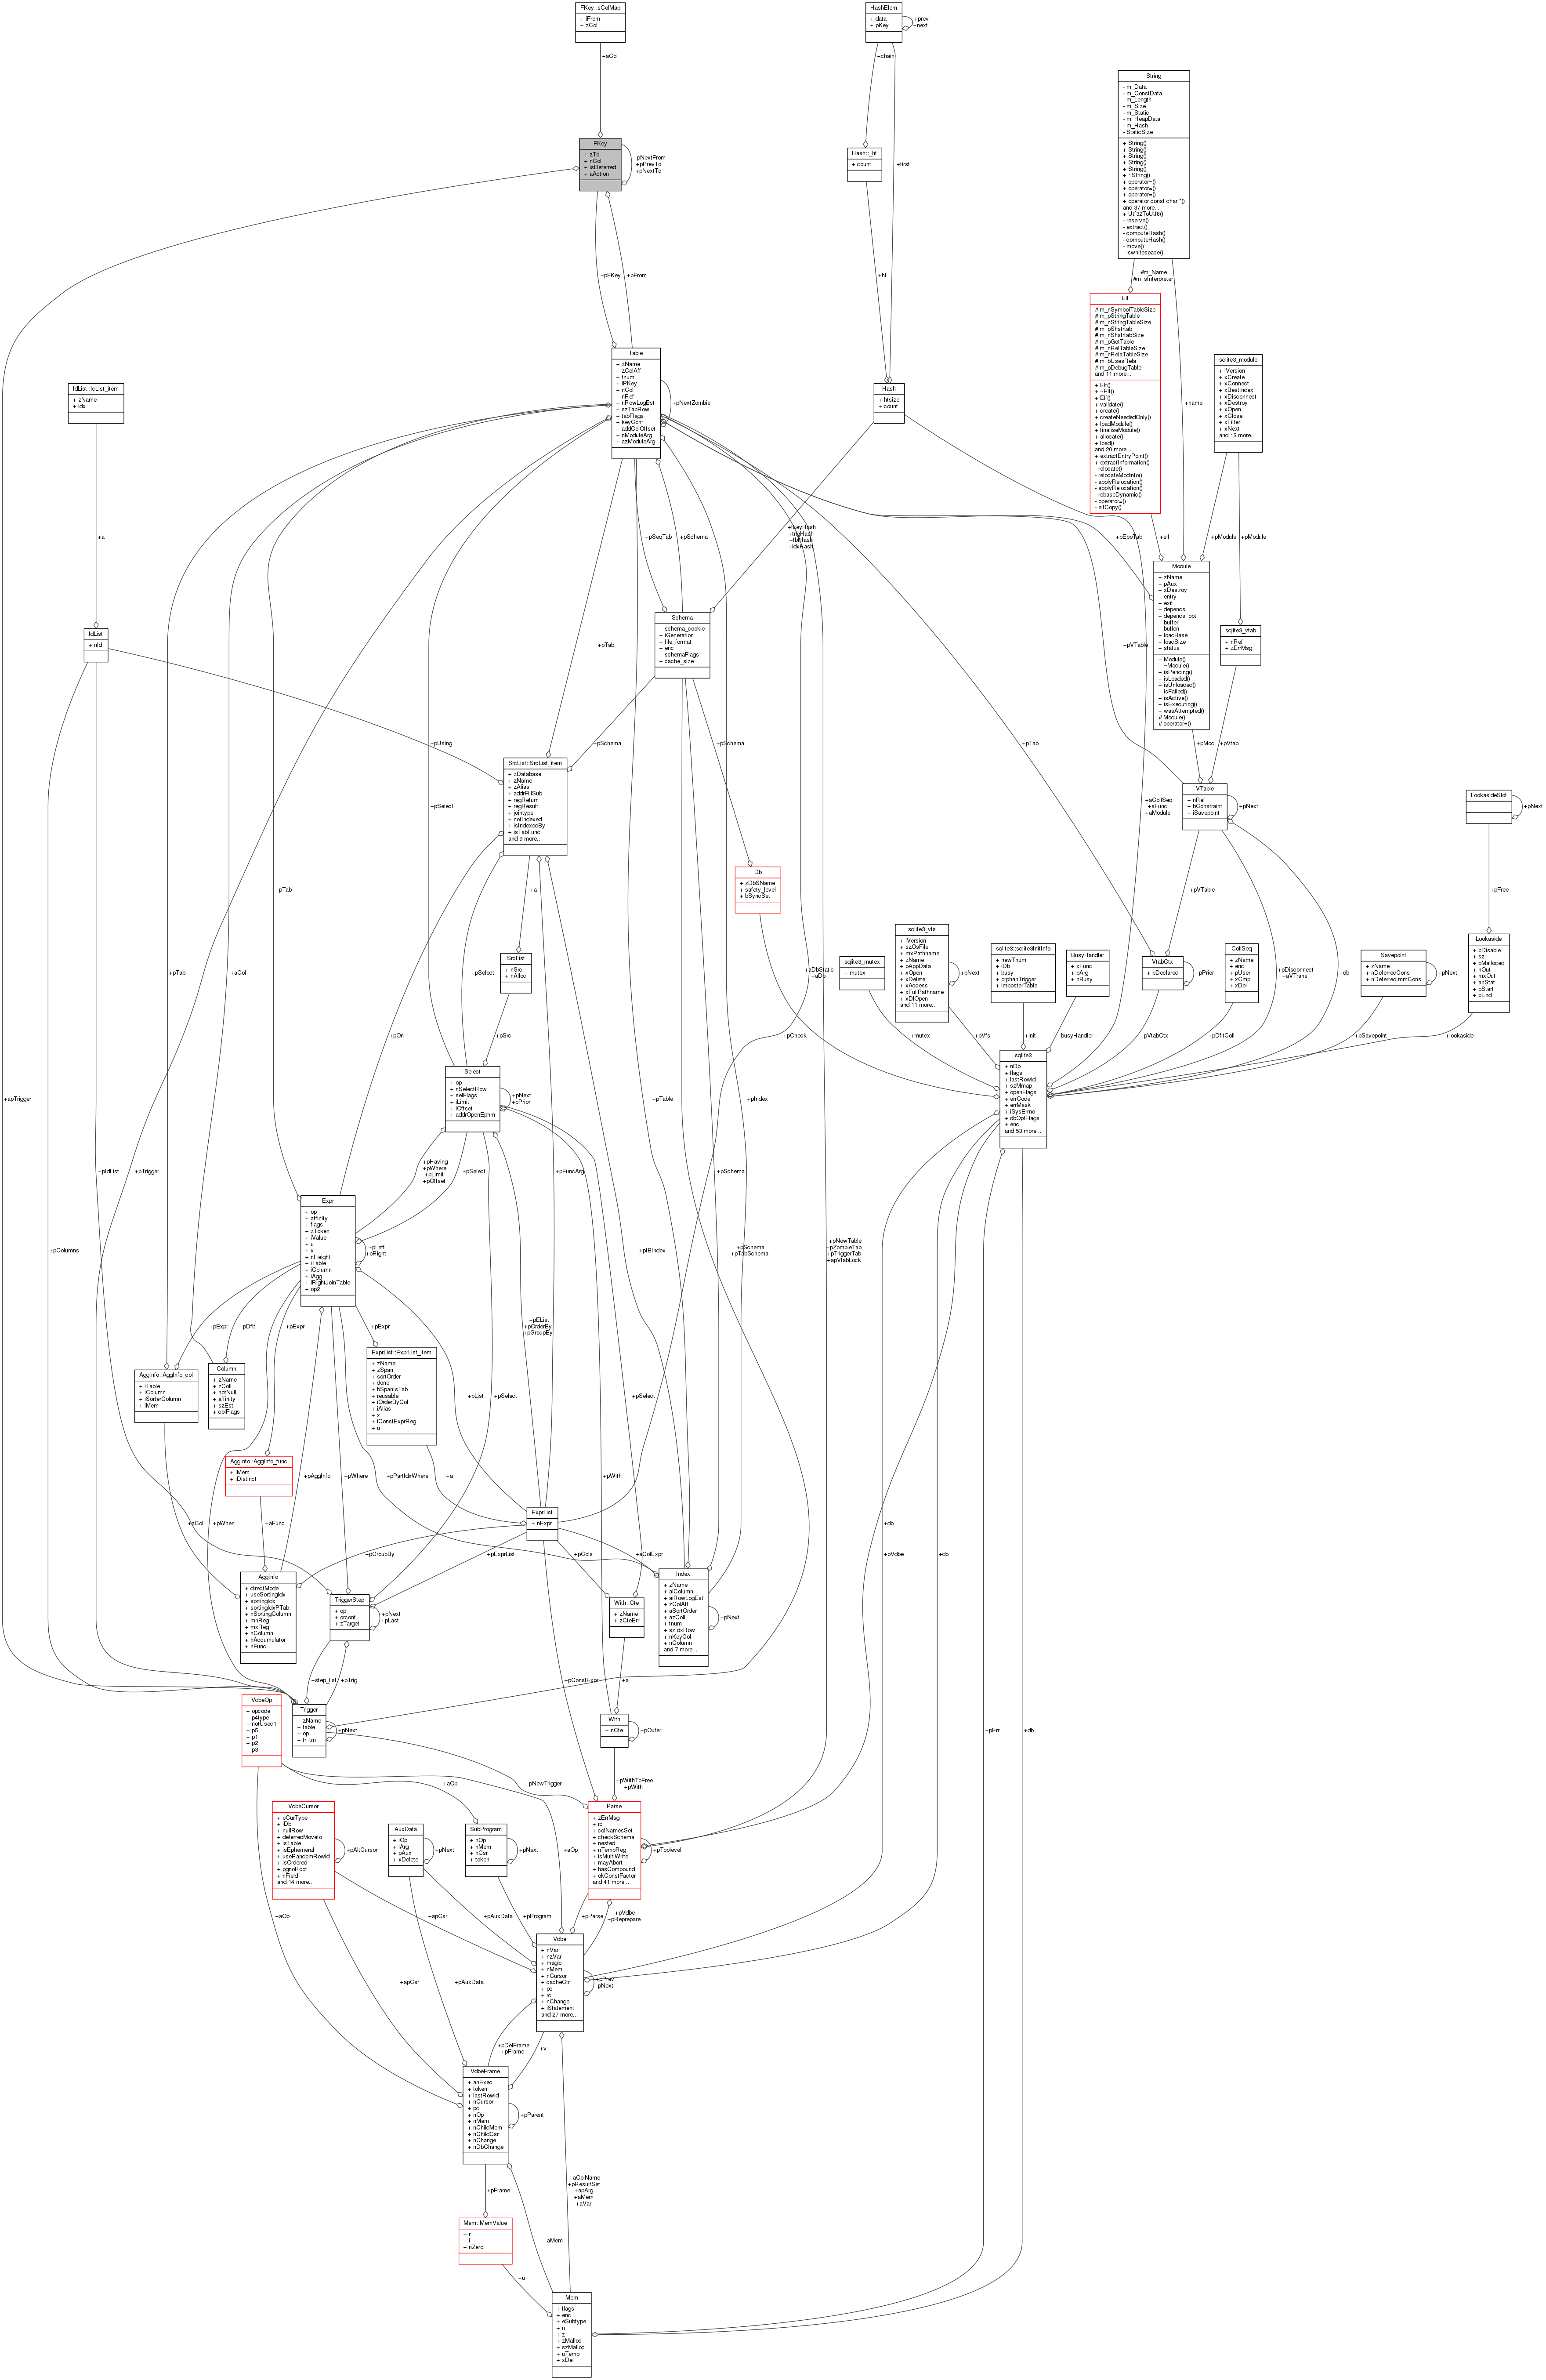 FKey::sColMap
+ iFrom
+ zCol
HashElem
+ data
+ pKey
+prev
+next
+aCol
+chain
String
- m_Data
- m_ConstData
- m_Length
- m_Size
- m_Static
- m_HeapData
- m_Hash
- StaticSize
+ String()
+ String()
+ String()
+ String()
+ String()
+ ~String()
+ operator=()
+ operator=()
+ operator=()
+ operator const char *()
and 37 more...
+ Utf32ToUtf8()
- reserve()
- extract()
- computeHash()
- computeHash()
- move()
- iswhitespace()
FKey
+ zTo
+ nCol
+ isDeferred
+ aAction
+pNextFrom
+pPrevTo
+pNextTo
Hash::_ht
+ count
+first
+ht
+pFKey
+pFrom
#m_Name
#m_sInterpreter
Elf
# m_nSymbolTableSize
# m_pStringTable
# m_nStringTableSize
# m_pShstrtab
# m_nShstrtabSize
# m_pGotTable
# m_nRelTableSize
# m_nRelaTableSize
# m_bUsesRela
# m_pDebugTable
and 11 more...
+ Elf()
+ ~Elf()
+ Elf()
+ validate()
+ create()
+ createNeededOnly()
+ loadModule()
+ finaliseModule()
+ allocate()
+ load()
and 20 more...
+ extractEntryPoint()
+ extractInformation()
- relocate()
- relocateModinfo()
- applyRelocation()
- applyRelocation()
- rebaseDynamic()
- operator=()
- elfCopy()
+name
Table
+ zName
+ zColAff
+ tnum
+ iPKey
+ nCol
+ nRef
+ nRowLogEst
+ szTabRow
+ tabFlags
+ keyConf
+ addColOffset
+ nModuleArg
+ azModuleArg
+pNextZombie
Hash
+ htsize
+ count
sqlite3_module
+ iVersion
+ xCreate
+ xConnect
+ xBestIndex
+ xDisconnect
+ xDestroy
+ xOpen
+ xClose
+ xFilter
+ xNext
and 13 more...
IdList::IdList_item
+ zName
+ idx
+a
+pSeqTab
+pSchema
+fkeyHash
+trigHash
+tblHash
+idxHash
+pEpoTab
+elf
+pModule
+pModule
Module
+ zName
+ pAux
+ xDestroy
+ entry
+ exit
+ depends
+ depends_opt
+ buffer
+ buflen
+ loadBase
+ loadSize
+ status
+ Module()
+ ~Module()
+ isPending()
+ isLoaded()
+ isUnloaded()
+ isFailed()
+ isActive()
+ isExecuting()
+ wasAttempted()
# Module()
# operator=()
Schema
+ schema_cookie
+ iGeneration
+ file_format
+ enc
+ schemaFlags
+ cache_size
IdList
+ nId
sqlite3_vtab
+ nRef
+ zErrMsg
+pTab
+pVTable
+pUsing
+pSchema
+pSchema
+pTab
+pMod
+pVtab
SrcList::SrcList_item
+ zDatabase
+ zName
+ zAlias
+ addrFillSub
+ regReturn
+ regResult
+ jointype
+ notIndexed
+ isIndexedBy
+ isTabFunc
and 9 more...
VTable
+ nRef
+ bConstraint
+ iSavepoint
+pNext
LookasideSlot
+pNext
+pSelect
+aCollSeq
+aFunc
+aModule
Db
+ zDbSName
+ safety_level
+ bSyncSet
+pTab
+a
+pVTable
+pFree
sqlite3_mutex
+ mutex
sqlite3_vfs
+ iVersion
+ szOsFile
+ mxPathname
+ zName
+ pAppData
+ xOpen
+ xDelete
+ xAccess
+ xFullPathname
+ xDlOpen
and 11 more...
+pNext
sqlite3::sqlite3InitInfo
+ newTnum
+ iDb
+ busy
+ orphanTrigger
+ imposterTable
BusyHandler
+ xFunc
+ pArg
+ nBusy
VtabCtx
+ bDeclared
+pPrior
CollSeq
+ zName
+ enc
+ pUser
+ xCmp
+ xDel
Savepoint
+ zName
+ nDeferredCons
+ nDeferredImmCons
+pNext
Lookaside
+ bDisable
+ sz
+ bMalloced
+ nOut
+ mxOut
+ anStat
+ pStart
+ pEnd
SrcList
+ nSrc
+ nAlloc
+pTab
+aCol
+pSelect
+aDbStatic
+aDb
+pDisconnect
+aVTrans
+db
+pOn
+pSrc
+pCheck
+mutex
+pVfs
+init
+busyHandler
+pVtabCtx
+pDfltColl
+pSavepoint
+lookaside
Select
+ op
+ nSelectRow
+ selFlags
+ iLimit
+ iOffset
+ addrOpenEphm
+pNext
+pPrior
sqlite3
+ nDb
+ flags
+ lastRowid
+ szMmap
+ openFlags
+ errCode
+ errMask
+ iSysErrno
+ dbOptFlags
+ enc
and 53 more...
+apTrigger
+pTable
+pIndex
+pIdList
+pTrigger
+pHaving
+pWhere
+pLimit
+pOffset
+pSelect
+pFuncArg
+pSchema
Expr
+ op
+ affinity
+ flags
+ zToken
+ iValue
+ u
+ x
+ nHeight
+ iTable
+ iColumn
+ iAgg
+ iRightJoinTable
+ op2
+pLeft
+pRight
+pColumns
+pIBIndex
+pSchema
+pTabSchema
+pNewTable
+pZombieTab
+pTriggerTab
+apVtabLock
+pExpr
+pDflt
+pExpr
+pExpr
+pEList
+pOrderBy
+pGroupBy
AggInfo::AggInfo_col
+ iTable
+ iColumn
+ iSorterColumn
+ iMem
Column
+ zName
+ zColl
+ notNull
+ affinity
+ szEst
+ colFlags
ExprList::ExprList_item
+ zName
+ zSpan
+ sortOrder
+ done
+ bSpanIsTab
+ reusable
+ iOrderByCol
+ iAlias
+ x
+ iConstExprReg
+ u
+pList
+pSelect
+pSelect
AggInfo::AggInfo_func
+ iMem
+ iDistinct
+pAggInfo
+pWhere
+pPartIdxWhere
+a
+pWith
ExprList
+ nExpr
+aCol
+aFunc
+pWhen
+db
+pVdbe
+db
+pGroupBy
+pExprList
+pCols
+aColExpr
AggInfo
+ directMode
+ useSortingIdx
+ sortingIdx
+ sortingIdxPTab
+ nSortingColumn
+ mnReg
+ mxReg
+ nColumn
+ nAccumulator
+ nFunc
TriggerStep
+ op
+ orconf
+ zTarget
+pNext
+pLast
With::Cte
+ zName
+ zCteErr
Index
+ zName
+ aiColumn
+ aiRowLogEst
+ zColAff
+ aSortOrder
+ azColl
+ tnum
+ szIdxRow
+ nKeyCol
+ nColumn
and 7 more...
+pNext
+step_list
+pTrig
+pConstExpr
+a
VdbeOp
+ opcode
+ p4type
+ notUsed1
+ p5
+ p1
+ p2
+ p3
Trigger
+ zName
+ table
+ op
+ tr_tm
+pNext
With
+ nCte
+pOuter
+pErr
+db
+aOp
+pNewTrigger
+pWithToFree
+pWith
VdbeCursor
+ eCurType
+ iDb
+ nullRow
+ deferredMoveto
+ isTable
+ isEphemeral
+ useRandomRowid
+ isOrdered
+ pgnoRoot
+ nField
and 14 more...
+pAltCursor
AuxData
+ iOp
+ iArg
+ pAux
+ xDelete
+pNext
SubProgram
+ nOp
+ nMem
+ nCsr
+ token
+pNext
+aOp
Parse
+ zErrMsg
+ rc
+ colNamesSet
+ checkSchema
+ nested
+ nTempReg
+ isMultiWrite
+ mayAbort
+ hasCompound
+ okConstFactor
and 41 more...
+pToplevel
+aOp
+apCsr
+pAuxData
+pProgram
+pParse
+pVdbe
+pReprepare
Vdbe
+ nVar
+ nzVar
+ magic
+ nMem
+ nCursor
+ cacheCtr
+ pc
+ rc
+ nChange
+ iStatement
and 27 more...
+pPrev
+pNext
+apCsr
+pAuxData
+pDelFrame
+pFrame
+v
VdbeFrame
+ anExec
+ token
+ lastRowid
+ nCursor
+ pc
+ nOp
+ nMem
+ nChildMem
+ nChildCsr
+ nChange
+ nDbChange
+pParent
+aColName
+pResultSet
+apArg
+aMem
+aVar
+pFrame
Mem::MemValue
+ r
+ i
+ nZero
+aMem
+u
Mem
+ flags
+ enc
+ eSubtype
+ n
+ z
+ zMalloc
+ szMalloc
+ uTemp
+ xDel